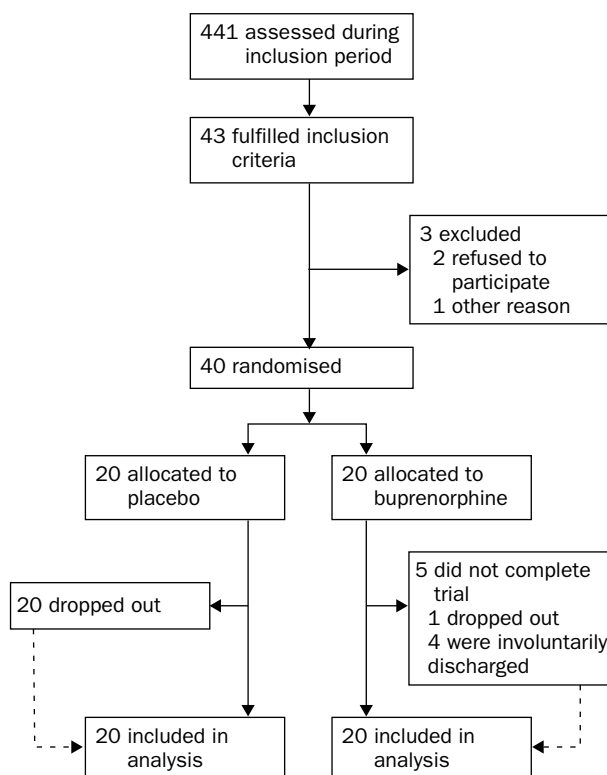 441 assessed during
inclusion period
43 fulfilled inclusion
criteria
3 excluded
2 refused to
participate
1 other reason
40 randomised
20 allocated to
placebo
20 allocated to
buprenorphine
20 dropped out
5 did not complete
trial
1 dropped out
4 were involuntarily
discharged
20 included in
analysis
20 included in
analysis